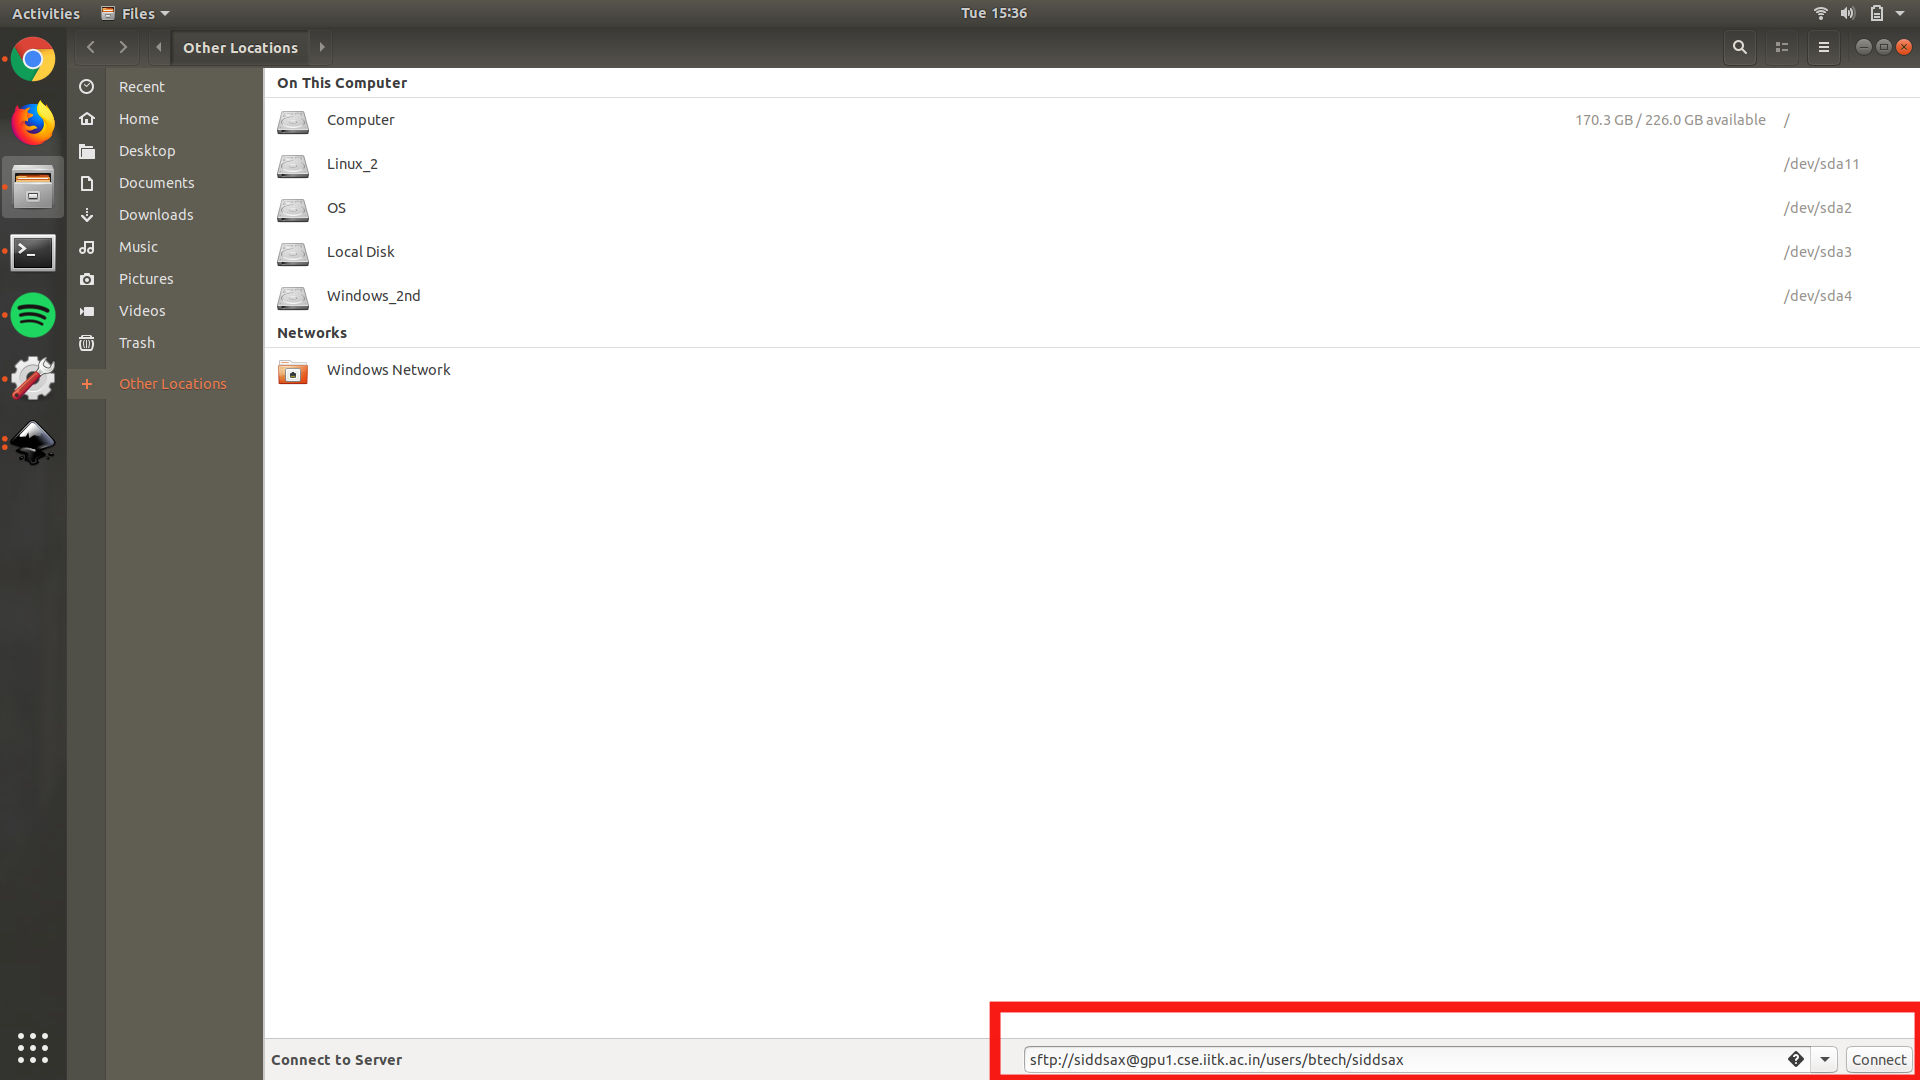 Activities Files Tue 15:36
Other Locations
Recent
Home
Desktop
Documents
Downloads
Music
Pictures
Videos
Trash
Other Locations
On This Computer
Computer 170.3 GB / 226.0 GB available /
Linux_2 /dev/sda11
OS /dev/sda2
Local Disk /dev/sda3
Windows_2nd /dev/sda4
Networks
Windows Network
Connect to Server sftp://siddsax@gpu1.cse.iitk.ac.in/users/btech/siddsax Connect